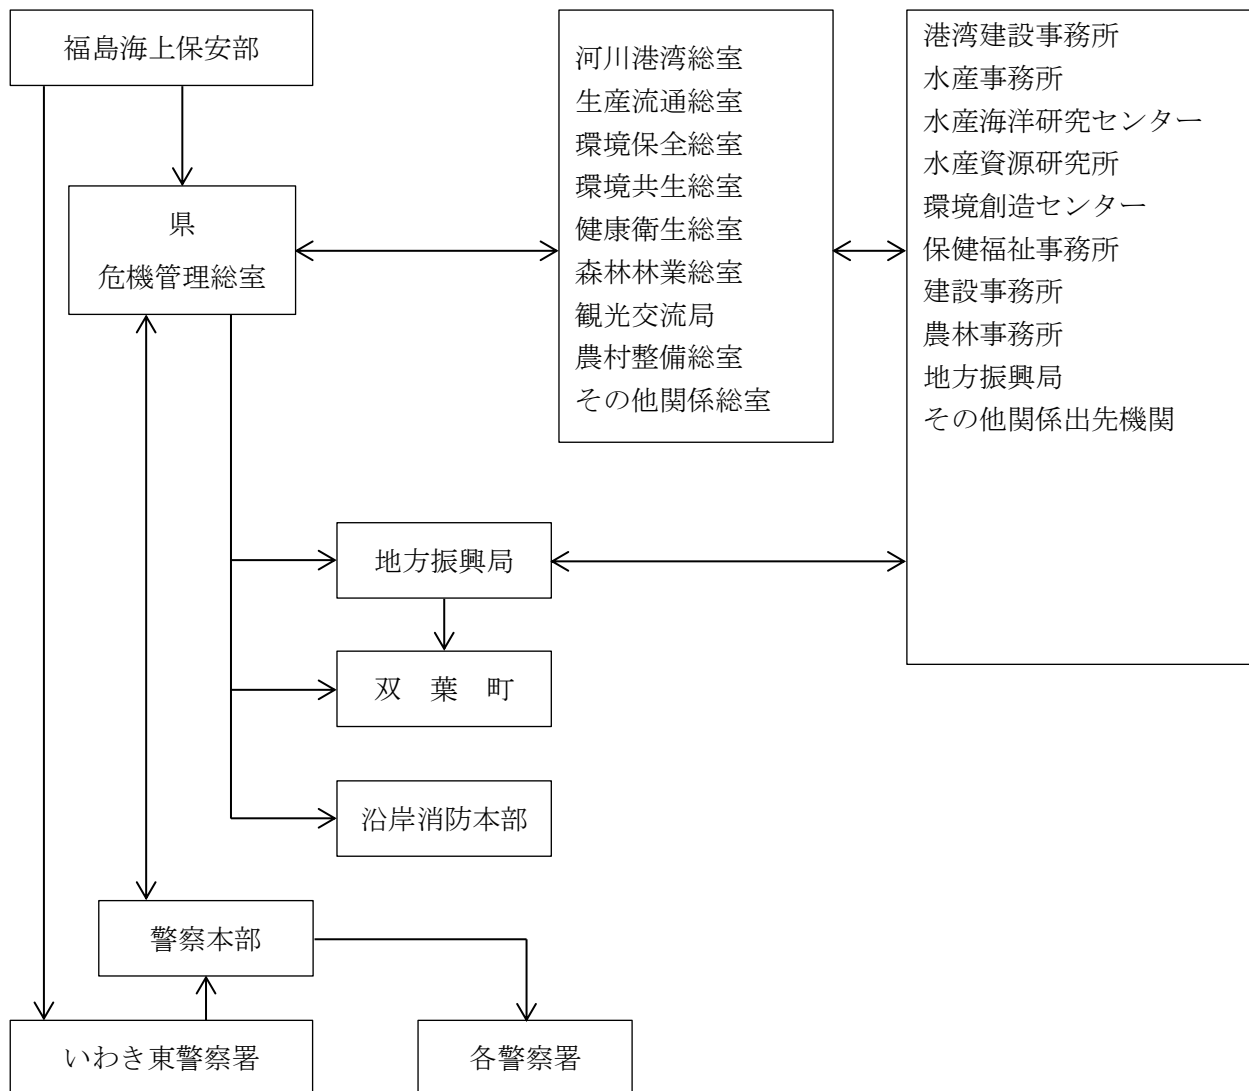 福島海上保安部
県
危機管理総室
河川港湾総室
生産流通総室
環境保全総室
環境共生総室
健康衛生総室
森林林業総室
観光交流局
農村整備総室
その他関係総室
港湾建設事務所
水産事務所
水産海洋研究センター
水産資源研究所
環境創造センター
保健福祉事務所
建設事務所
農林事務所
地方振興局
その他関係出先機関
地方振興局
双　葉　町
沿岸消防本部
警察本部
いわき東警察署
各警察署